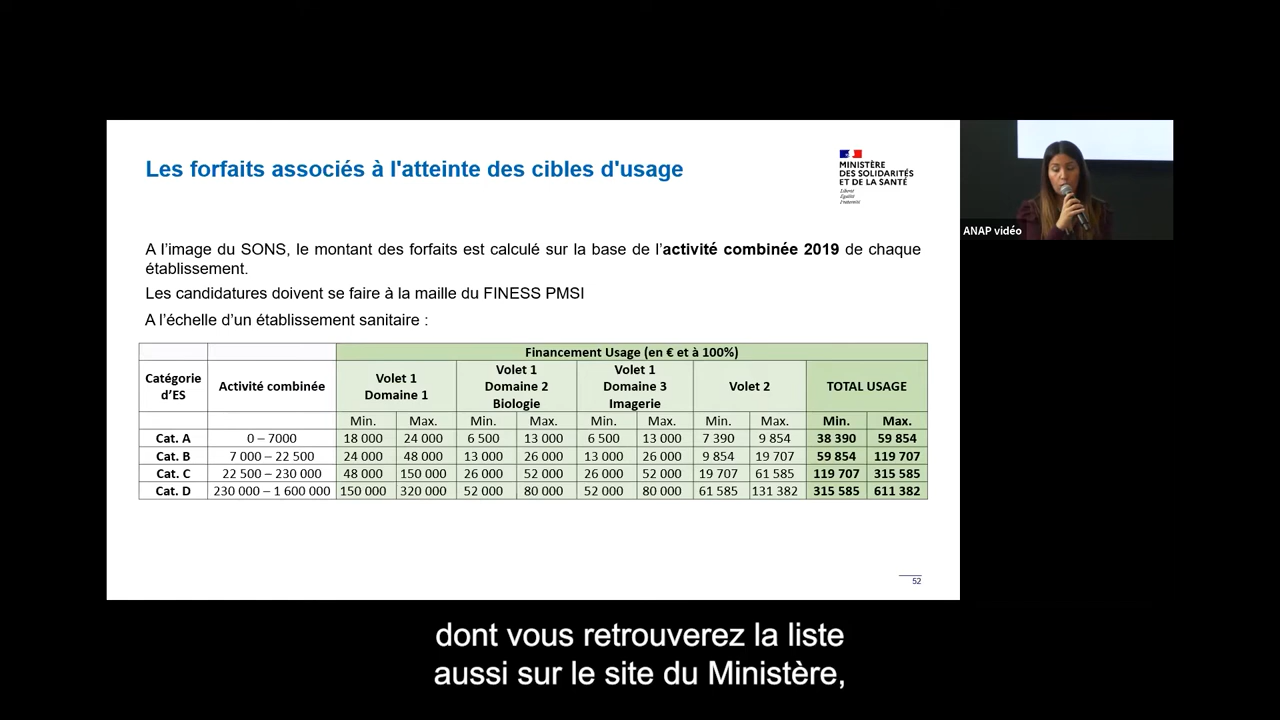 Les forfaits associés à l'atteinte des cibles d'usage
MINISTÈRE
DES SOLIDARITÉS
ET DE LA SANTÉ
Liberté
Égalité
Fraternité
ANAP vidéo
A l’image du SONS, le montant des forfaits est calculé sur la base de l’activité combinée 2019 de chaque
établissement.
Les candidatures doivent se faire à la maille du FINESS PMSI
A l’échelle d’un établissement sanitaire :
Financement Usage (en € et à 100%)
Catégorie d’ES Activité combinée Volet 1 Domaine 1 Volet 1 Domaine 2 Biologie Volet 1 Domaine 3 Imagerie Volet 2 TOTAL USAGE
Min. Max. Min. Max. Min. Max. Min. Max. Min. Max.
Cat. A 0 – 7000 18 000 24 000 6 500 13 000 6 500 13 000 7 390 9 854 38 390 59 854
Cat. B 7 000 – 22 500 24 000 48 000 13 000 26 000 13 000 26 000 9 854 19 707 59 854 119 707
Cat. C 22 500 – 230 000 48 000 150 000 26 000 52 000 26 000 52 000 19 707 61 585 119 707 315 585
Cat. D 230 000 – 1 600 000 150 000 320 000 52 000 80 000 52 000 80 000 61 585 131 382 315 585 611 382
52
dont vous retrouverez la liste
aussi sur le site du Ministère,